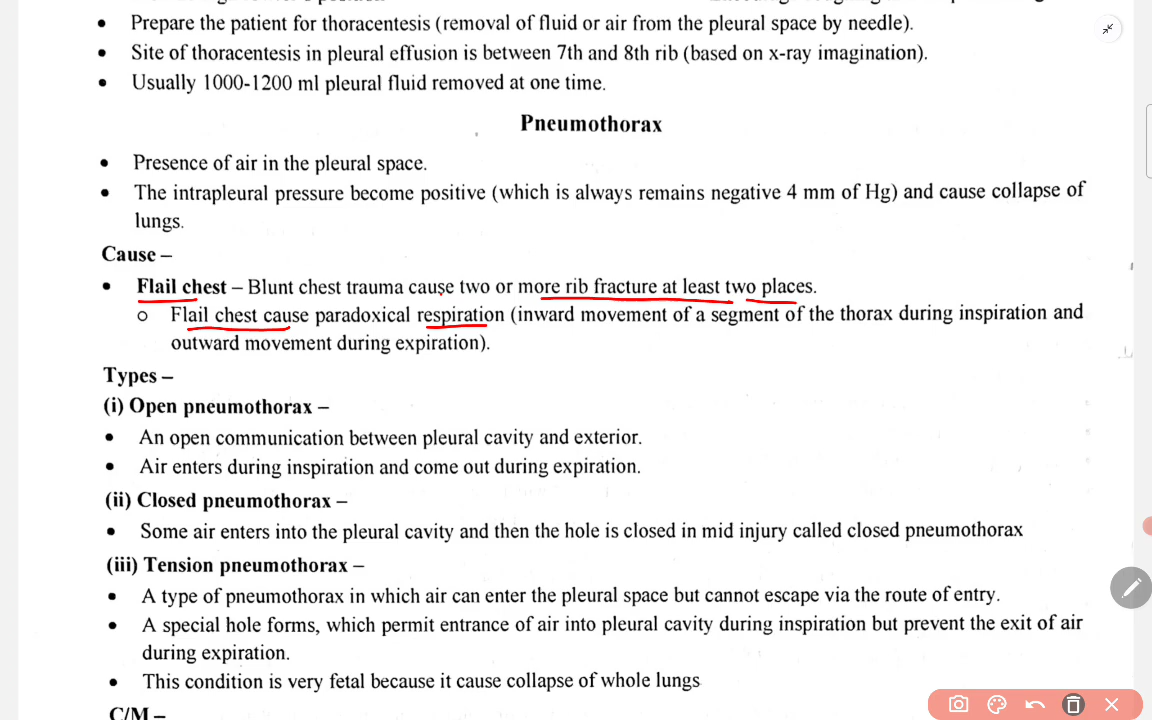 • Prepare the patient for thoracentesis (removal of fluid or air from the pleural space by needle).
• Site of thoracentesis in pleural effusion is between 7th and 8th rib (based on x-ray imagination).
• Usually 1000-1200 ml pleural fluid removed at one time.
Pneumothorax
• Presence of air in the pleural space.
• The intrapleural pressure become positive (which is always remains negative 4 mm of Hg) and cause collapse of
lungs.
Cause –
• Flail chest – Blunt chest trauma cause two or more rib fracture at least two places.
o Flail chest cause paradoxical respiration (inward movement of a segment of the thorax during inspiration and
outward movement during expiration).
Types –
(i) Open pneumothorax –
• An open communication between pleural cavity and exterior.
• Air enters during inspiration and come out during expiration.
(ii) Closed pneumothorax –
• Some air enters into the pleural cavity and then the hole is closed in mid injury called closed pneumothorax
(iii) Tension pneumothorax –
• A type of pneumothorax in which air can enter the pleural space but cannot escape via the route of entry.
• A special hole forms, which permit entrance of air into pleural cavity during inspiration but prevent the exit of air
during expiration.
• This condition is very fetal because it cause collapse of whole lungs
C/M –